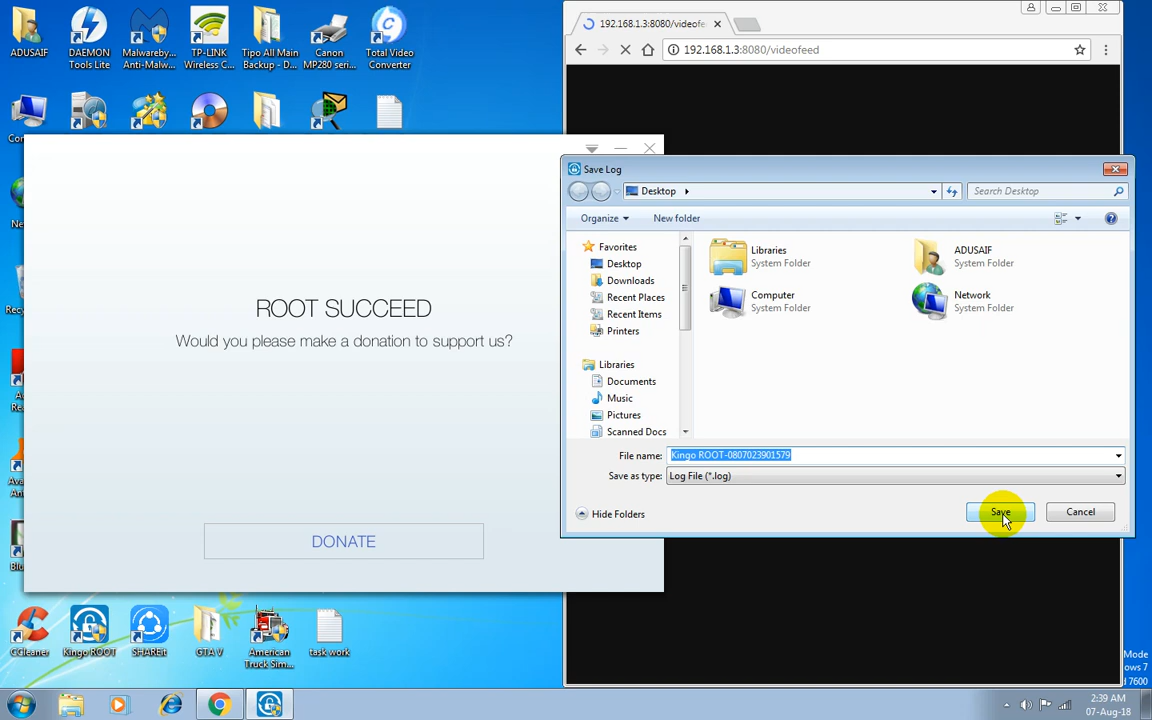 ADUSAIF
DAEMON
Tools Lite
Malwareby...
Anti-Malw...
TP-LINK
Wireless C...
Tipo All Main
Backup - D...
Canon
MP280 seri...
Total Video
Converter
192.168.1.3:8080/videofe
192.168.1.3:8080/videofeed
ROOT SUCCEED
Would you please make a donation to support us?
DONATE
Save Log
Desktop
Search Desktop
Organize
New folder
Favorites
Desktop
Downloads
Recent Places
Recent Items
Printers
Libraries
Documents
Music
Pictures
Scanned Docs
Libraries
System Folder
ADUSAIF
System Folder
Computer
System Folder
Network
System Folder
File name:
Kingo ROOT-0807023901579
Save as type:
Log File (*.log)
Hide Folders
Save
Cancel
CCleaner
Kingo ROOT
SHAREit
GTA V
American
Truck Sim...
task work
Mode
ows 7
7600
2:39 AM
07-Aug-18